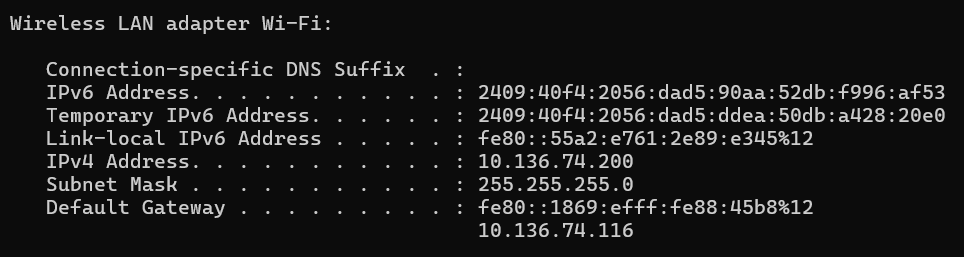 Wireless LAN adapter Wi-Fi:
Connection-specific DNS Suffix  . :
IPv6 Address. . . . . . . . . . . : 2409:40f4:2056:dad5:90aa:52db:f996:af53
Temporary IPv6 Address. . . . . . : 2409:40f4:2056:dad5:ddea:50db:a428:20e0
Link-local IPv6 Address . . . . . : fe80::55a2:e761:2e89:e345%12
IPv4 Address. . . . . . . . . . . : 10.136.74.200
Subnet Mask . . . . . . . . . . . : 255.255.255.0
Default Gateway . . . . . . . . . : fe80::1869:efff:fe88:45b8%12
10.136.74.116